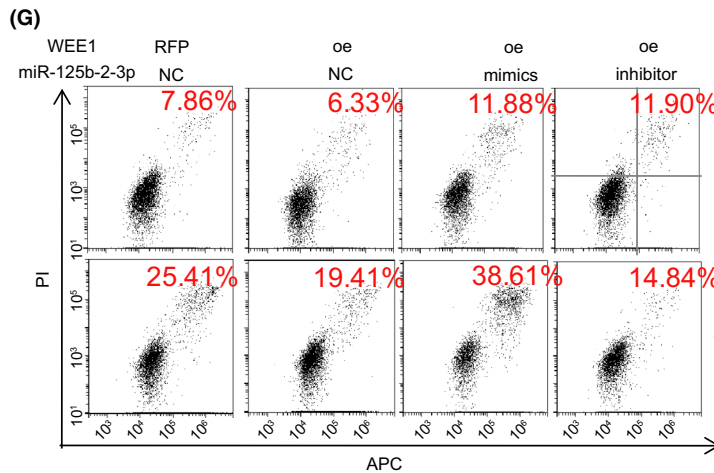 (G)
WEE1 RFP oe oe oe
miR-125b-2-3p NC NC mimics inhibitor
7.86% 6.33% 11.88% 11.90%
10⁵
10³
10¹
25.41% 19.41% 38.61% 14.84%
PI
10⁵
10³
10¹
10³ 10⁴ 10⁵ 10⁶ 10³ 10⁴ 10⁵ 10⁶ 10³ 10⁴ 10⁵ 10⁶ 10³ 10⁴ 10⁵ 10⁶
APC